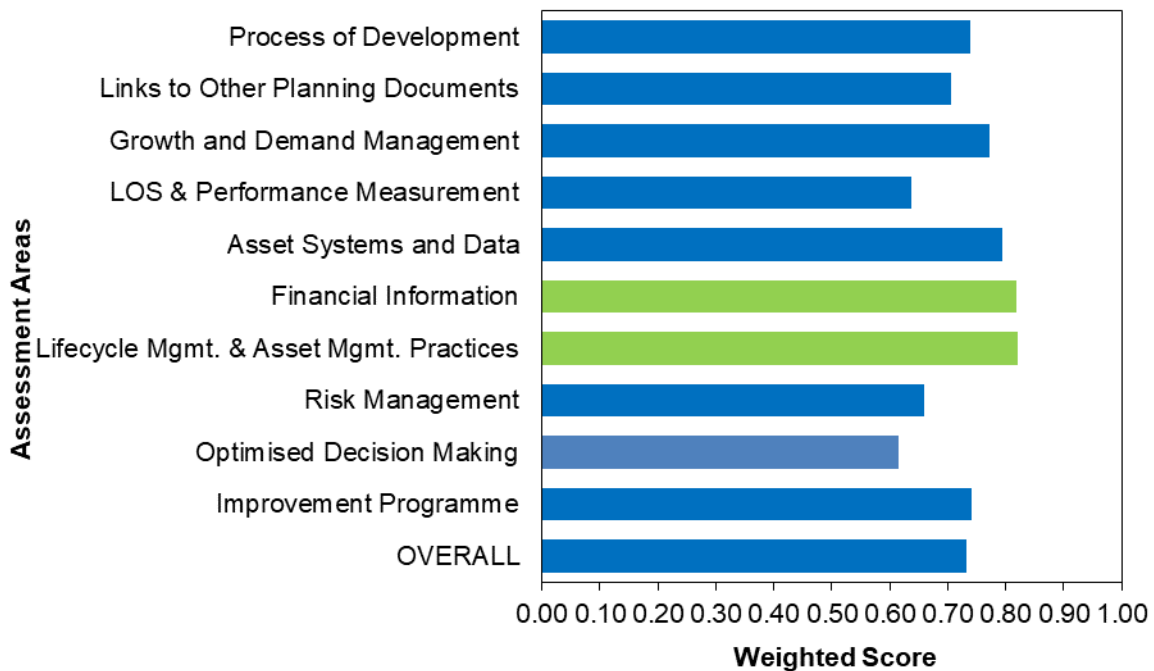 Process of Development
Links to Other Planning Documents
Growth and Demand Management
LOS & Performance Measurement
Asset Systems and Data
Financial Information
Lifecycle Mgmt. & Asset Mgmt. Practices
Risk Management
Optimised Decision Making
Improvement Programme
OVERALL
Assessment Areas
0.00 0.10 0.20 0.30 0.40 0.50 0.60 0.70 0.80 0.90 1.00
Weighted Score